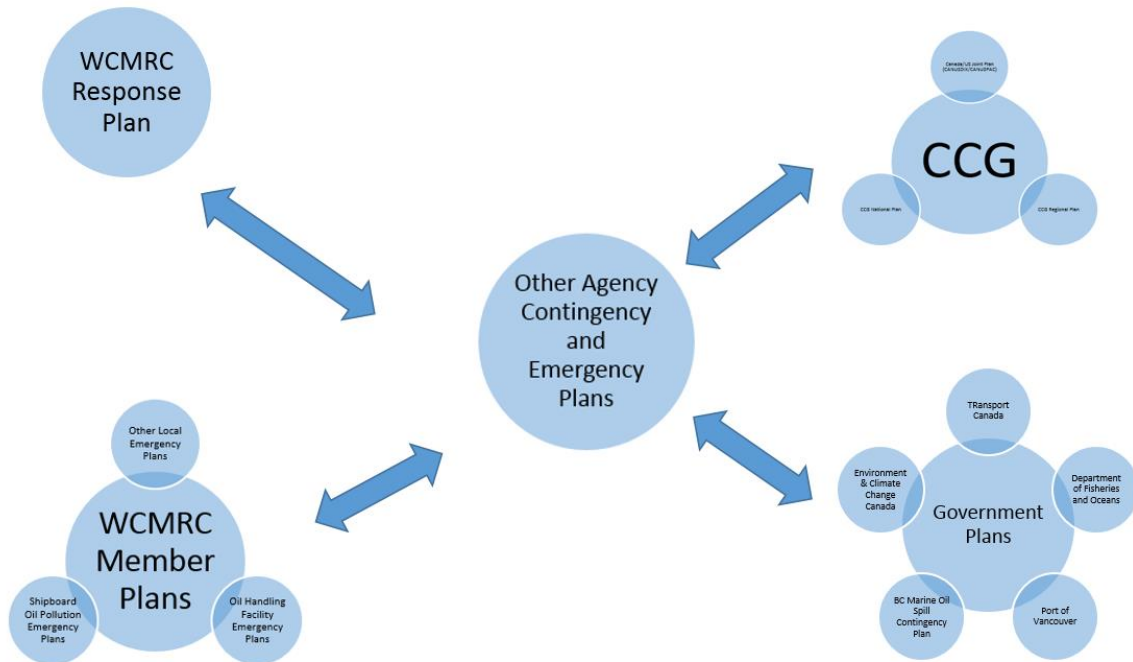 WCMRC
Response
Plan
Canada/US Joint Plan
(CANUSDIX/CANUSPAC)
CCG
CCG National Plan
CCG Regional Plan
Other Agency
Contingency
and
Emergency
Plans
Other Local
Emergency
Plans
WCMRC
Member
Plans
Shipboard
Oil Pollution
Emergency
Plans
Oil Handling
Facility
Emergency
Plans
TRansport
Canada
Environment
& Climate
Change
Canada
Department
of Fisheries
and Oceans
Government
Plans
BC Marine Oil
Spill
Contingency
Plan
Port of
Vancouver